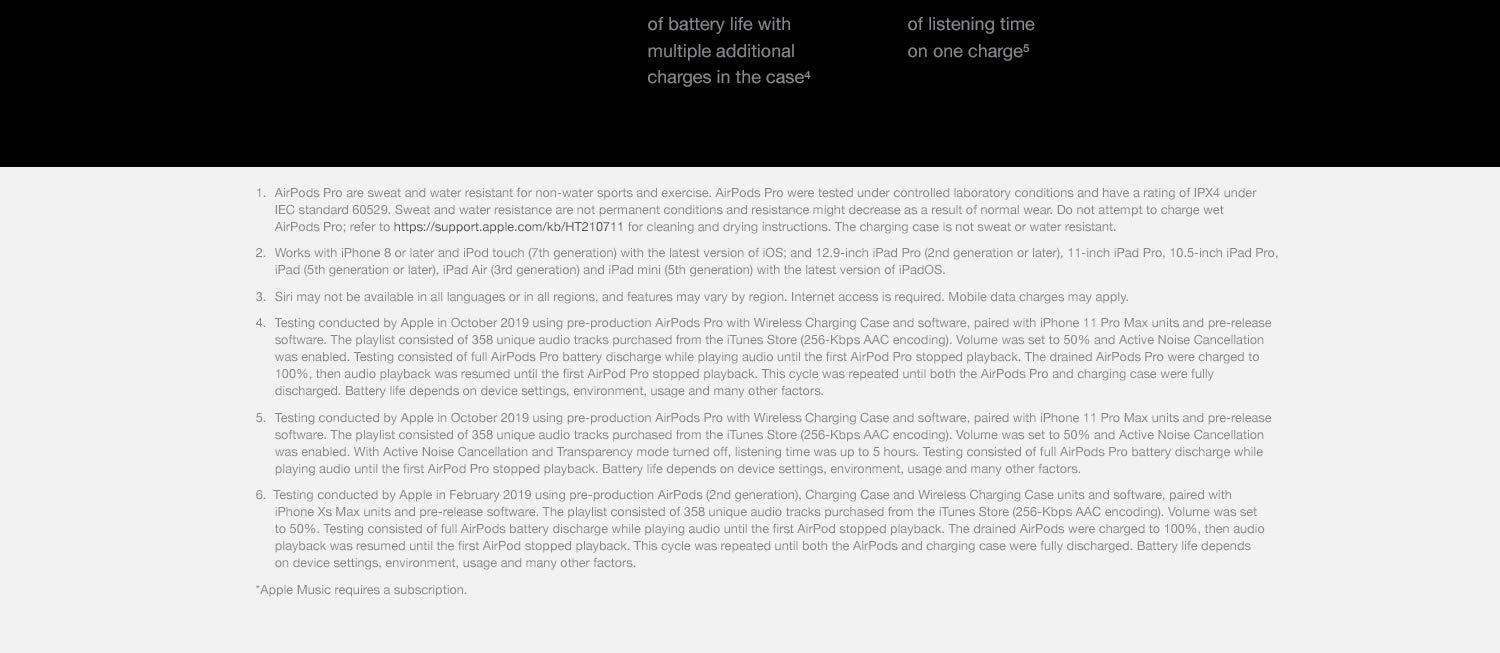 of battery life with
multiple additional
charges in the case⁴
of listening time
on one charge⁵
1. AirPods Pro are sweat and water resistant for non-water sports and exercise. AirPods Pro were tested under controlled laboratory conditions and have a rating of IPX4 under
IEC standard 60529. Sweat and water resistance are not permanent conditions and resistance might decrease as a result of normal wear. Do not attempt to charge wet
AirPods Pro; refer to https://support.apple.com/kb/HT210711 for cleaning and drying instructions. The charging case is not sweat or water resistant.
2. Works with iPhone 8 or later and iPod touch (7th generation) with the latest version of iOS; and 12.9-inch iPad Pro (2nd generation or later), 11-inch iPad Pro, 10.5-inch iPad Pro,
iPad (5th generation or later), iPad Air (3rd generation) and iPad mini (5th generation) with the latest version of iPadOS.
3. Siri may not be available in all languages or in all regions, and features may vary by region. Internet access is required. Mobile data charges may apply.
4. Testing conducted by Apple in October 2019 using pre-production AirPods Pro with Wireless Charging Case and software, paired with iPhone 11 Pro Max units and pre-release
software. The playlist consisted of 358 unique audio tracks purchased from the iTunes Store (256-Kbps AAC encoding). Volume was set to 50% and Active Noise Cancellation
was enabled. Testing consisted of full AirPods Pro battery discharge while playing audio until the first AirPod Pro stopped playback. The drained AirPods Pro were charged to
100%, then audio playback was resumed until the first AirPod Pro stopped playback. This cycle was repeated until both the AirPods Pro and charging case were fully
discharged. Battery life depends on device settings, environment, usage and many other factors.
5. Testing conducted by Apple in October 2019 using pre-production AirPods Pro with Wireless Charging Case and software, paired with iPhone 11 Pro Max units and pre-release
software. The playlist consisted of 358 unique audio tracks purchased from the iTunes Store (256-Kbps AAC encoding). Volume was set to 50% and Active Noise Cancellation
was enabled. With Active Noise Cancellation and Transparency mode turned off, listening time was up to 5 hours. Testing consisted of full AirPods Pro battery discharge while
playing audio until the first AirPod Pro stopped playback. Battery life depends on device settings, environment, usage and many other factors.
6. Testing conducted by Apple in February 2019 using pre-production AirPods (2nd generation), Charging Case and Wireless Charging Case units and software, paired with
iPhone Xs Max units and pre-release software. The playlist consisted of 358 unique audio tracks purchased from the iTunes Store (256-Kbps AAC encoding). Volume was set
to 50%. Testing consisted of full AirPods battery discharge while playing audio until the first AirPod stopped playback. The drained AirPods were charged to 100%, then audio
playback was resumed until the first AirPod stopped playback. This cycle was repeated until both the AirPods and charging case were fully discharged. Battery life depends
on device settings, environment, usage and many other factors.
*Apple Music requires a subscription.